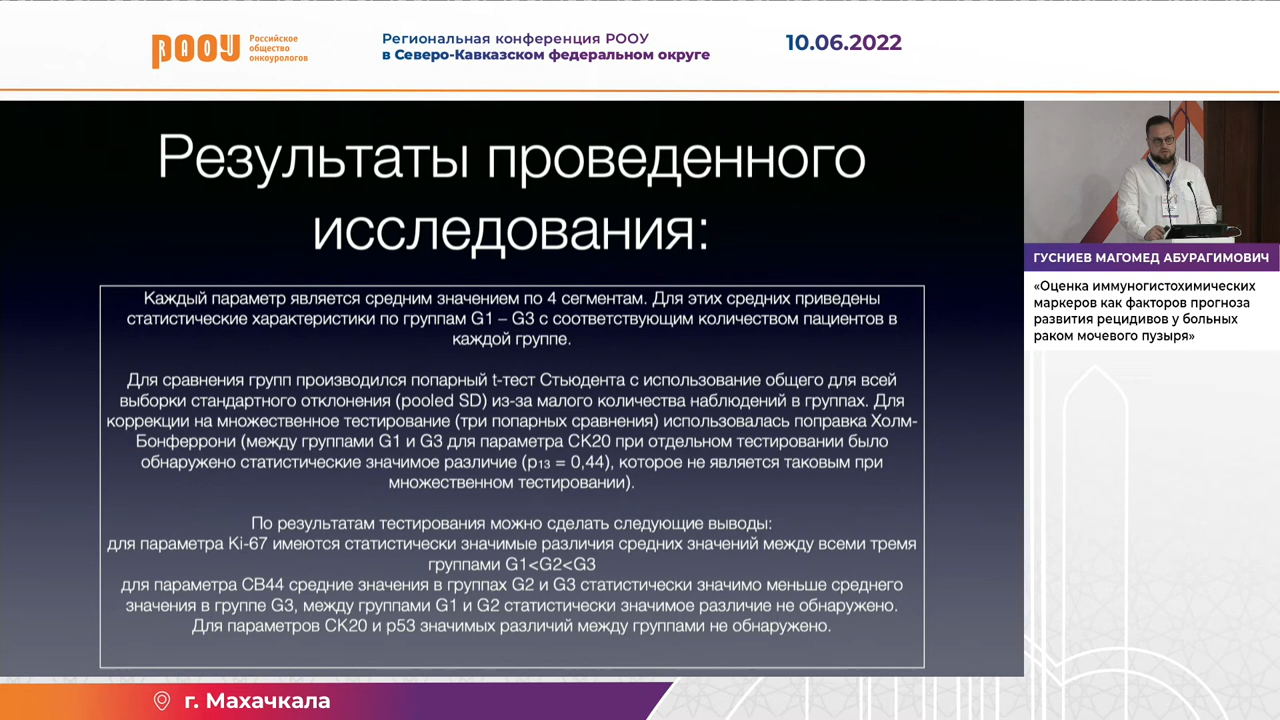 РООУ
Российское
общество
онкоурологов
Региональная конференция РООУ
в Северо-Кавказском федеральном округе
10.06.2022
Результаты проведенного
исследования:
Каждый параметр является средним значением по 4 сегментам. Для этих средних приведены
статистические характеристики по группам G1 – G3 с соответствующим количеством пациентов в
каждой группе.
Для сравнения групп производился попарный t-тест Стьюдента с использование общего для всей
выборки стандартного отклонения (pooled SD) из-за малого количества наблюдений в группах. Для
коррекции на множественное тестирование (три попарных сравнения) использовалась поправка Холм-
Бонферрони (между группами G1 и G3 для параметра СК20 при отдельном тестировании было
обнаружено статистические значимое различие (p13 = 0,44), которое не является таковым при
множественном тестировании).
По результатам тестирования можно сделать следующие выводы:
для параметра Ki-67 имеются статистически значимые различия средних значений между всеми тремя
группами G1<G2<G3
для параметра СВ44 средние значения в группах G2 и G3 статистически значимо меньше среднего
значения в группе G3, между группами G1 и G2 статистически значимое различие не обнаружено.
Для параметров СК20 и p53 значимых различий между группами не обнаружено.
ГУСНИЕВ МАГОМЕД АБУРАГИМОВИЧ
«Оценка иммуногистохимических
маркеров как факторов прогноза
развития рецидивов у больных
раком мочевого пузыря»
г. Махачкала